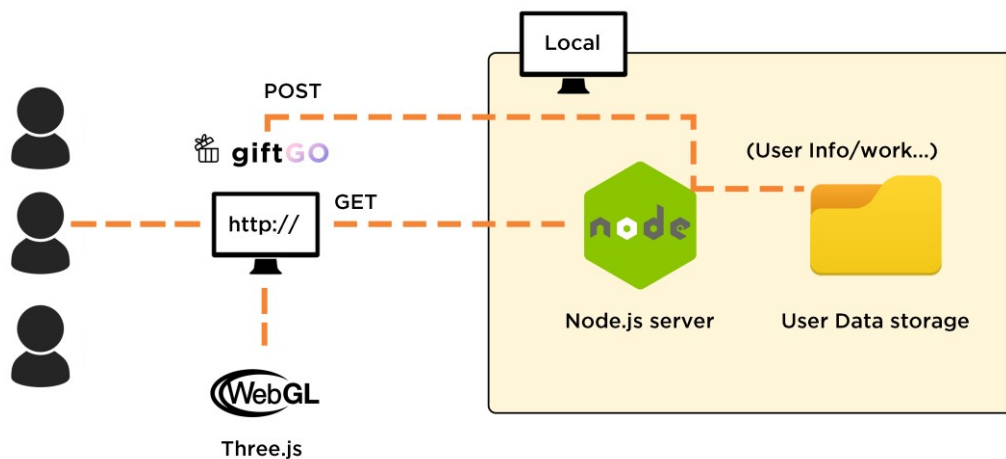 Local
POST
giftGO
(User Info/work...)
GET
http://
node
Node.js server
User Data storage
WebGL
Three.js